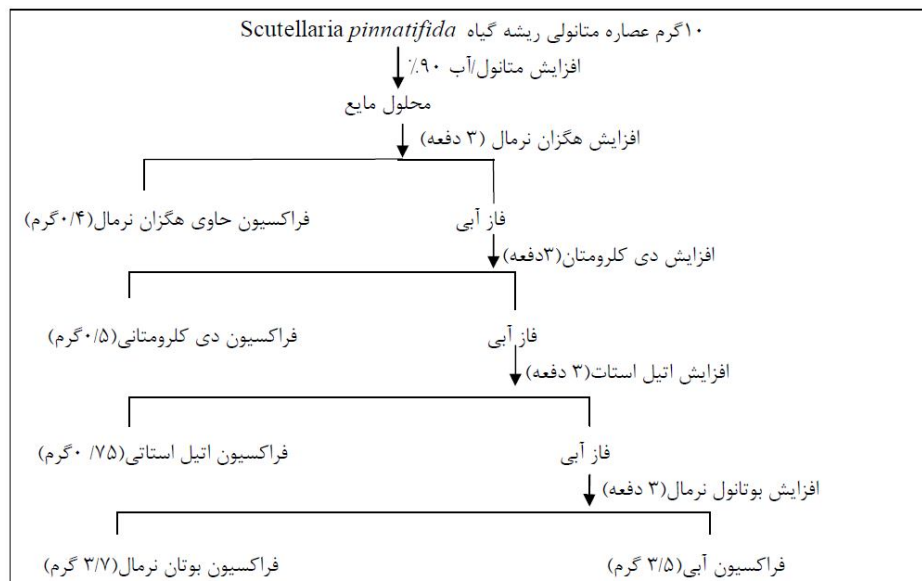 ۱۰گرم عصاره متانولی ریشه گیاه Scutellaria pinnatifida
افزایش متانول/آب ۹۰٪
محلول مایع
افزایش هگزان نرمال (۳ دفعه)
فاز آبی
فراکسیون حاوی هگزان نرمال(۰/۴گرم)
افزایش دی کلرومتان(۳دفعه)
فاز آبی
فراکسیون دی کلرومتانی(۰/۵گرم)
افزایش اتیل استات(۳ دفعه)
فاز آبی
فراکسیون اتیل استاتی(۰/۷۵گرم)
افزایش بوتانول نرمال(۳ دفعه)
فراکسیون آبی(۳/۵ گرم)
فراکسیون بوتان نرمال(۳/۷ گرم)